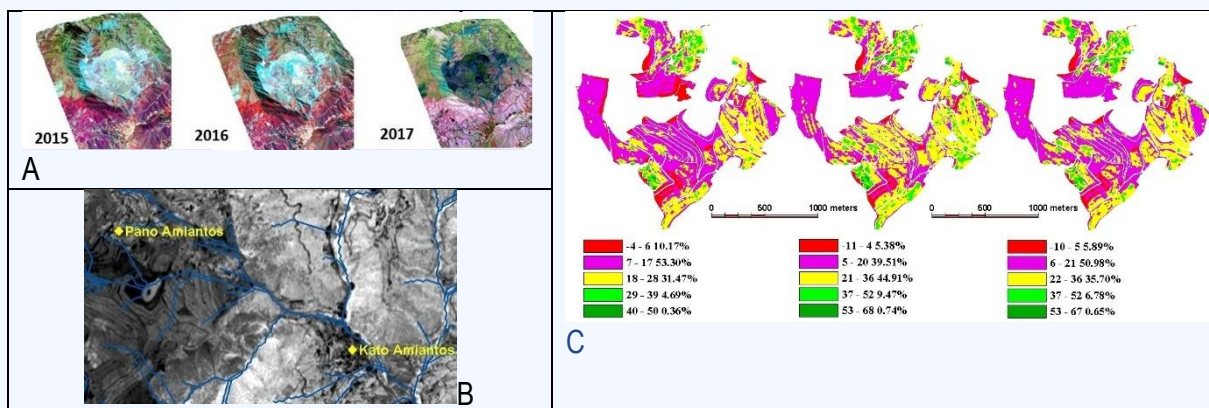 2015 2016 2017
A
Pano Amiantos
Kato Amiantos
B
0 500 1000 meters 0 500 1000 meters
-4 - 6 10.17%
7 - 17 53.30%
18 - 28 31.47%
29 - 39 4.69%
40 - 50 0.36%
-11 - 4 5.38%
5 - 20 39.51%
21 - 36 44.91%
37 - 52 9.47%
53 - 68 0.74%
-10 - 5 5.89%
6 - 21 50.98%
22 - 36 35.70%
37 - 52 6.78%
53 - 67 0.65%
C